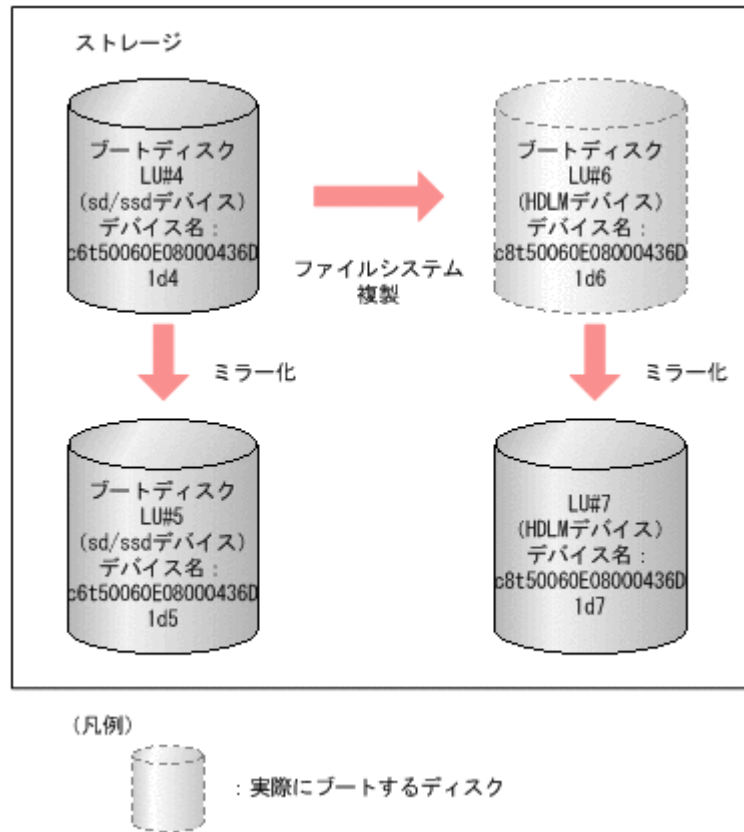 ストレージ
ブートディスク
LU#4
(sd/ssdデバイス)
デバイス名:
c6t50060E08000436D
1d4
ブートディスク
LU#6
(HDLMデバイス)
デバイス名:
c8t50060E08000436D
1d6
ファイルシステム
複製
ミラー化
ミラー化
ブートディスク
LU#5
(sd/ssdデバイス)
デバイス名:
c6t50060E08000436D
1d5
LU#7
(HDLMデバイス)
デバイス名:
c8t50060E08000436D
1d7
(凡例)
:実際にブートするディスク